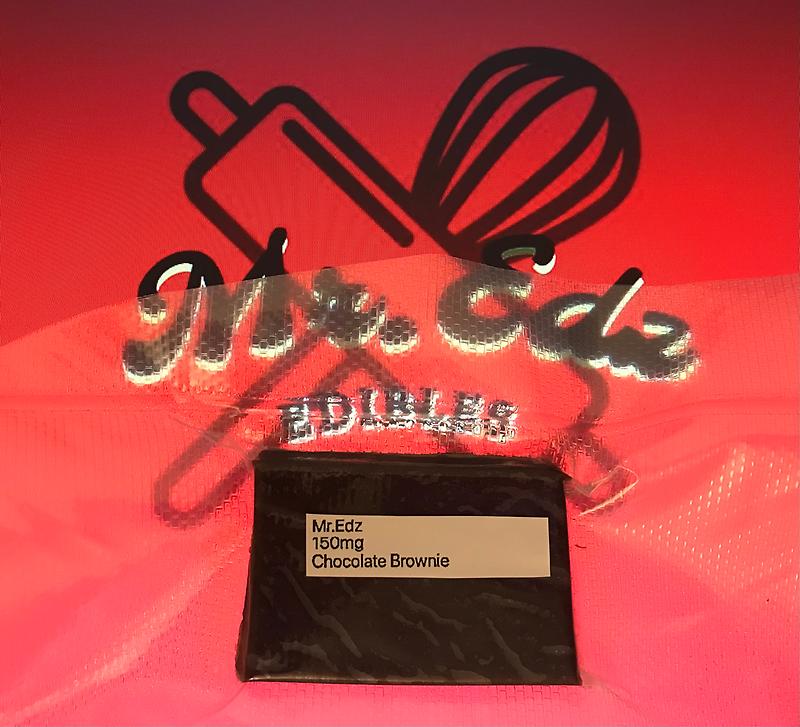 Mr. Edz
EDIBLES
Mr.Edz
150mg
Chocolate Brownie